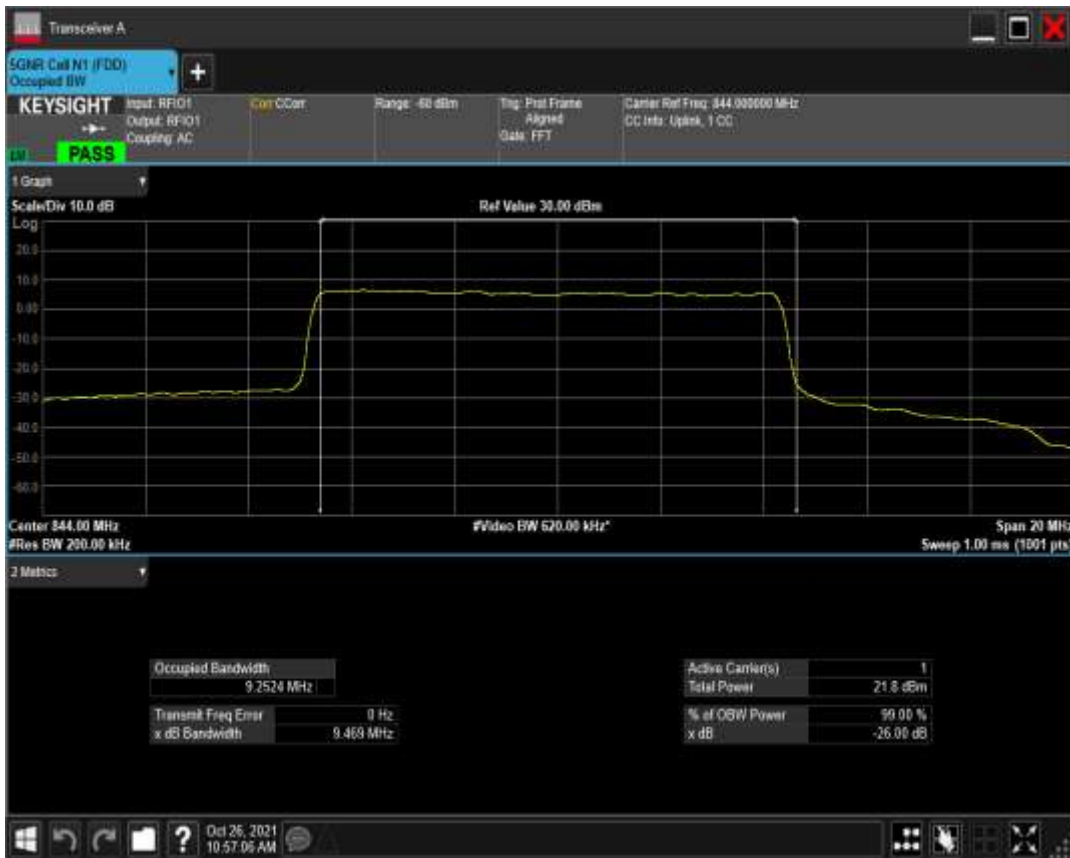 Transceiver A
5GNR Cell N1 (FDD)
Occupied BW
+
KEYSIGHT
Input: RFIO1
Output: RFIO1
Coupling: AC
Corr CCorr
Range: -60 dBm
Trig: Prot Frame
Aligned
Gate: FFT
Carrier Ref Freq: 844.000000 MHz
CC Info: Uplink, 1 CC
PASS
1 Graph
Scale/Div 10.0 dB
Ref Value 30.00 dBm
Log
20.0
10.0
0.00
-10.0
-20.0
-30.0
-40.0
-50.0
-60.0
Center 844.00 MHz
#Video BW 620.00 kHz*
Span 20 MHz
#Res BW 200.00 kHz
Sweep 1.00 ms (1001 pts)
2 Metrics
Occupied Bandwidth
9.2524 MHz
Transmit Freq Error 0 Hz
x dB Bandwidth 9.469 MHz
Active Carrier(s) 1
Total Power 21.8 dBm
% of OBW Power 99.00 %
x dB -26.00 dB
?
Oct 26, 2021
10:57:06 AM